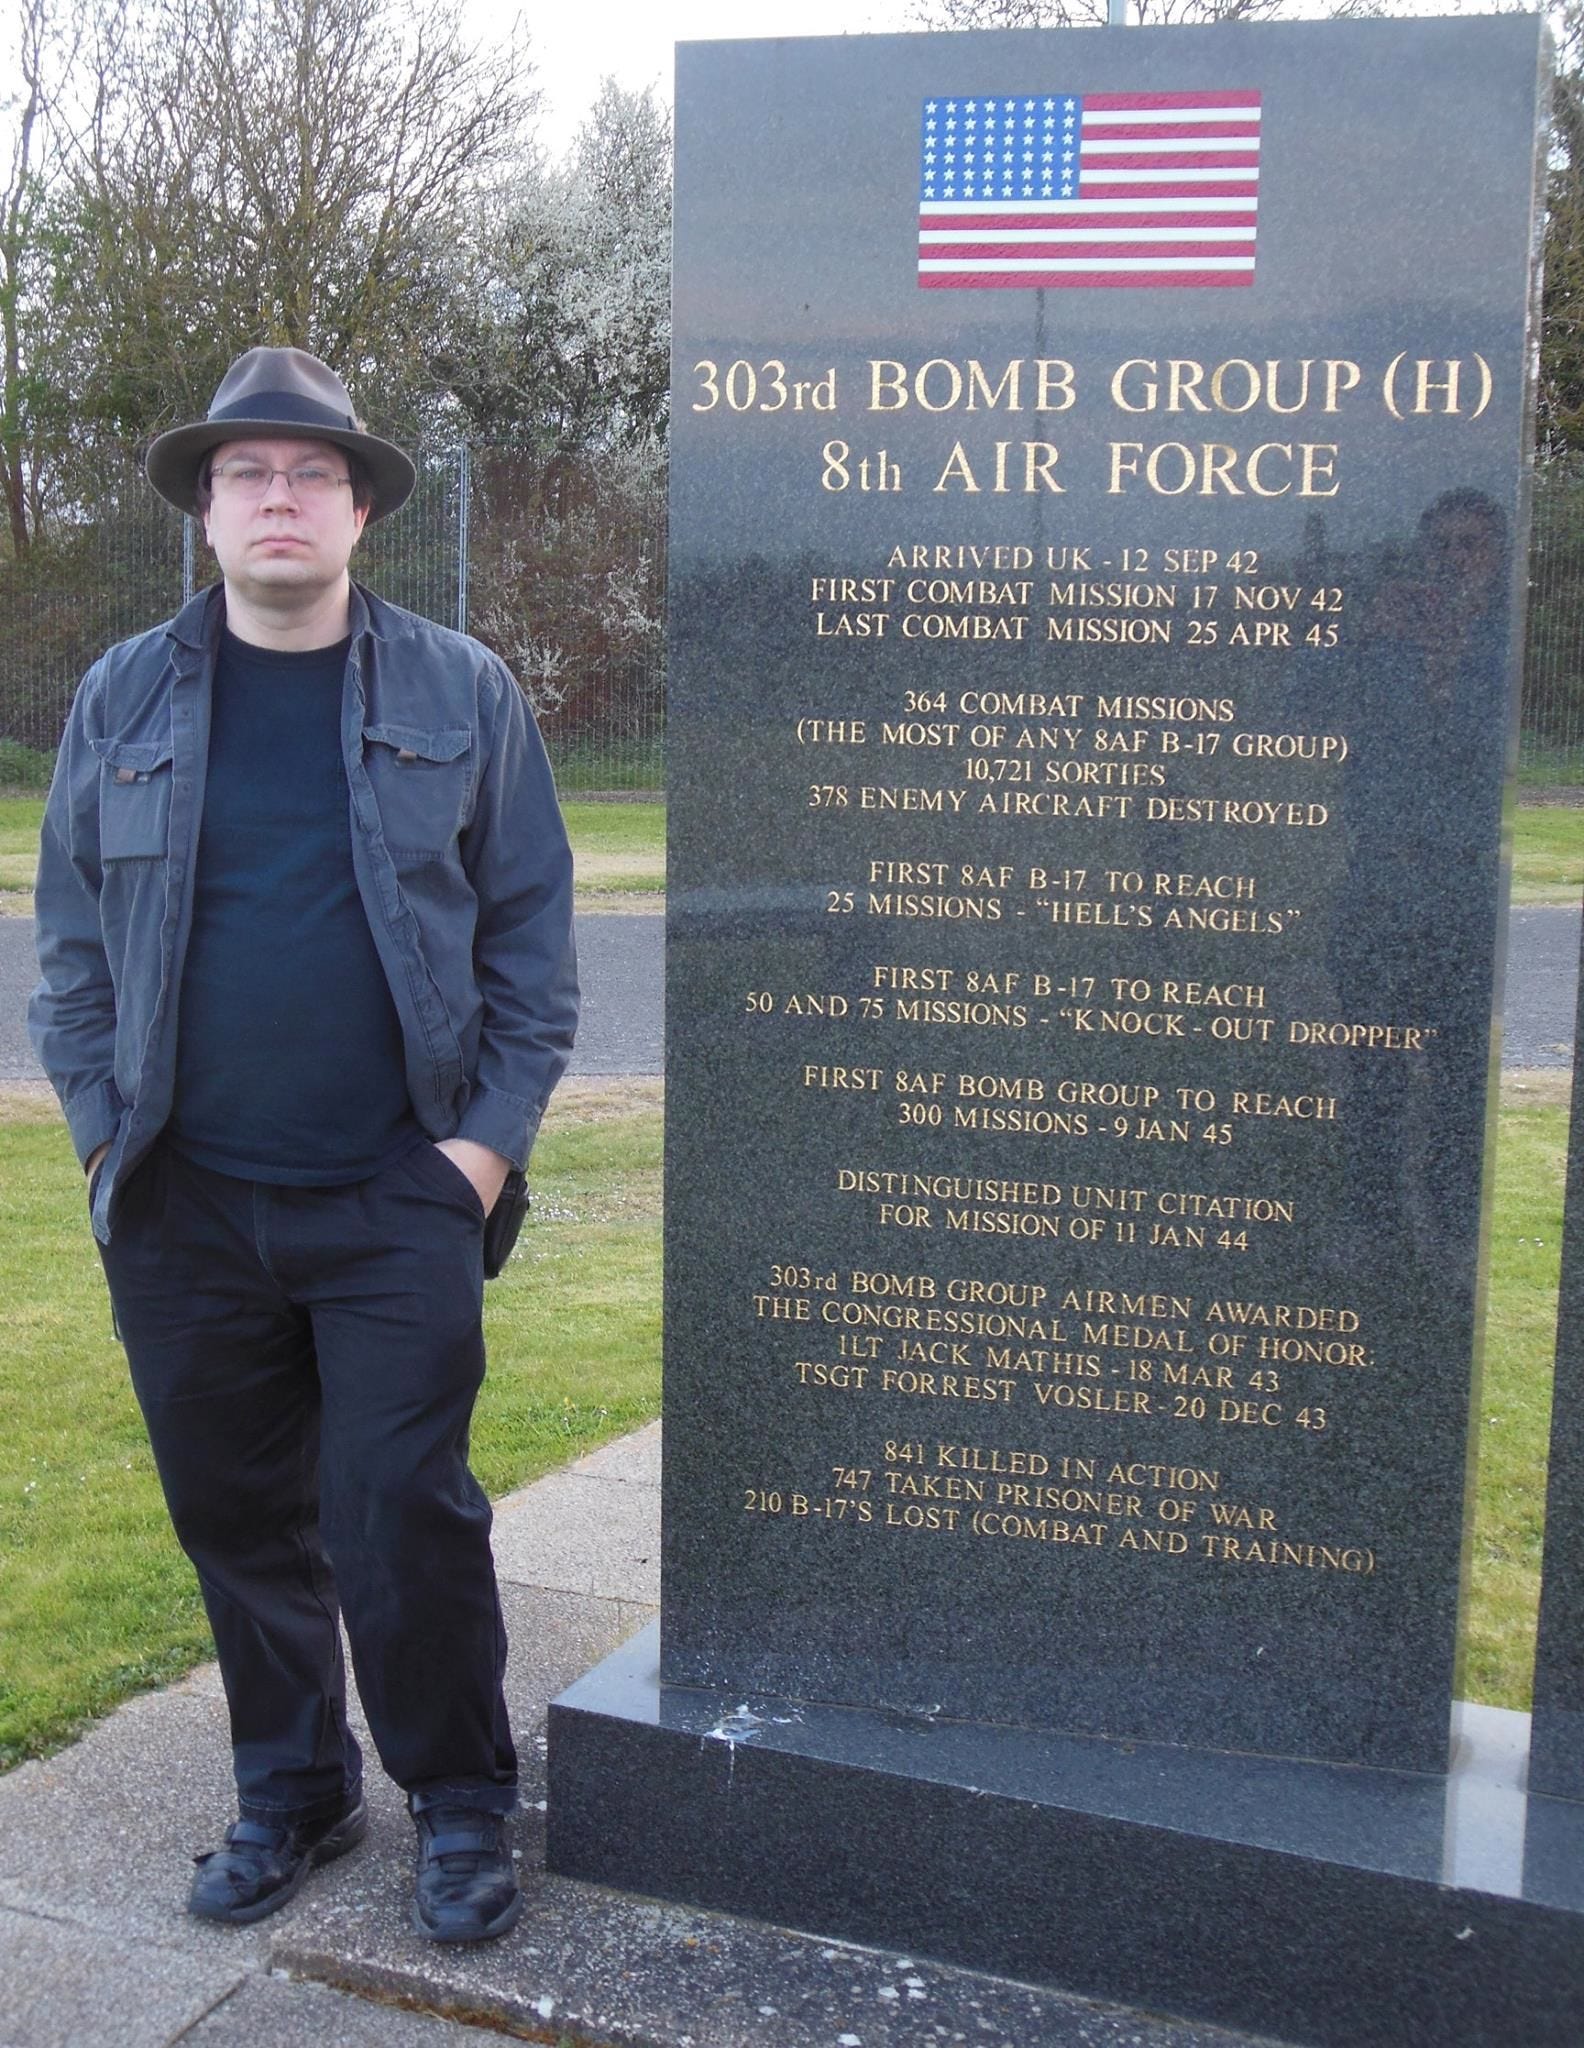 303rd BOMB GROUP (H)
8th AIR FORCE
ARRIVED UK - 12 SEP 42
FIRST COMBAT MISSION 17 NOV 42
LAST COMBAT MISSION 25 APR 45
364 COMBAT MISSIONS
(THE MOST OF ANY 8AF B-17 GROUP)
10,721 SORTIES
378 ENEMY AIRCRAFT DESTROYED
FIRST 8AF B-17 TO REACH
25 MISSIONS - "HELL'S ANGELS"
FIRST 8AF B-17 TO REACH
50 AND 75 MISSIONS - "KNOCK-OUT DROPPER"
FIRST 8AF BOMB GROUP TO REACH
300 MISSIONS - 9 JAN 45
DISTINGUISHED UNIT CITATION
FOR MISSION OF 11 JAN 44
303rd BOMB GROUP AIRMEN AWARDED
THE CONGRESSIONAL MEDAL OF HONOR.
1LT JACK MATHIS - 18 MAR 43
TSGT FORREST VOSLER - 20 DEC 43
841 KILLED IN ACTION
747 TAKEN PRISONER OF WAR
210 B-17'S LOST (COMBAT AND TRAINING)